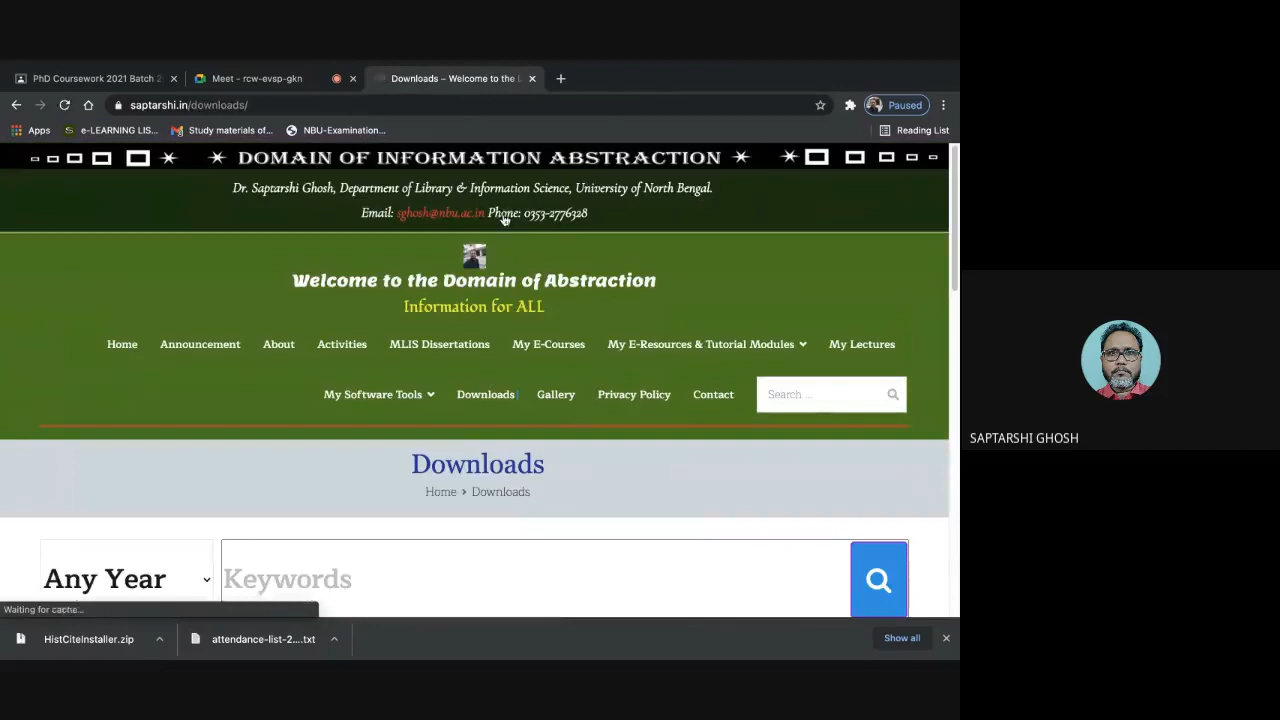 PhD Coursework 2021 Batch 2
Meet - rcw-evsp-gkn
Downloads – Welcome to the D
saptarshi.in/downloads/
Paused
Apps
e-LEARNING LIS...
Study materials of...
NBU-Examination...
Reading List
DOMAIN OF INFORMATION ABSTRACTION
Dr. Saptarshi Ghosh, Department of Library & Information Science, University of North Bengal.
Email: sghosh@nbu.ac.in Phone: 0353-2776328
Welcome to the Domain of Abstraction
Information for ALL
Home Announcement About Activities MLIS Dissertations My E-Courses My E-Resources & Tutorial Modules My Lectures
My Software Tools Downloads Gallery Privacy Policy Contact Search ...
Downloads
Home > Downloads
Any Year Keywords
Waiting for cache...
HistCiteInstaller.zip
attendance-list-2....txt
Show all
SAPTARSHI GHOSH